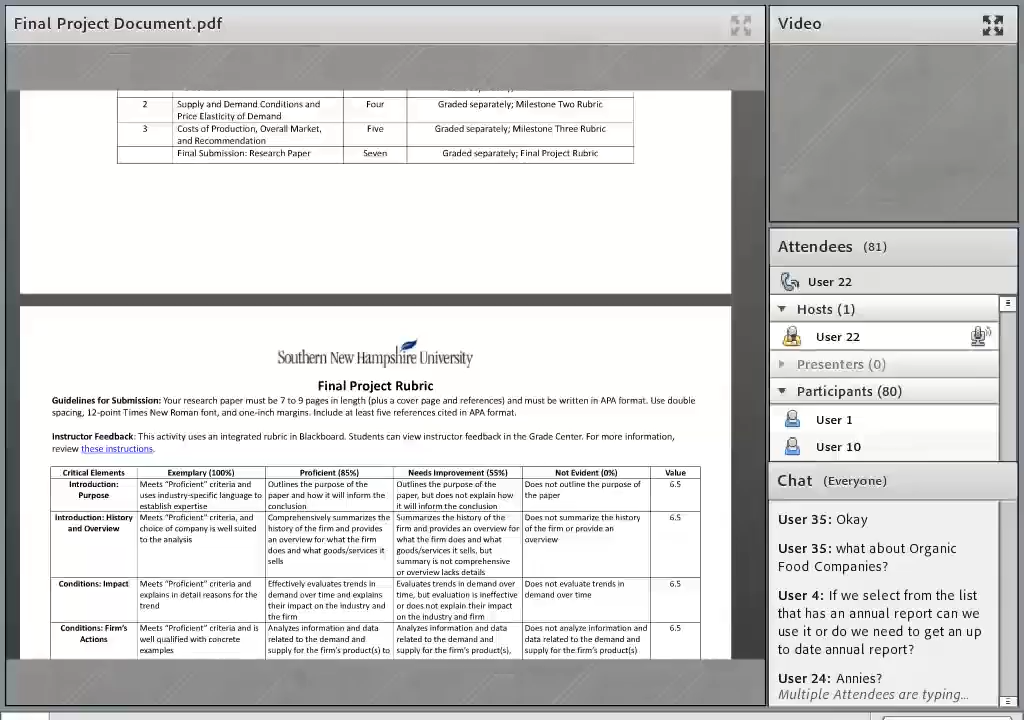 Final Project Document.pdf
2 Supply and Demand Conditions and Four Graded separately; Milestone Two Rubric
Price Elasticity of Demand
3 Costs of Production, Overall Market, Five Graded separately; Milestone Three Rubric
and Recommendation
Final Submission: Research Paper Seven Graded separately; Final Project Rubric
Southern New Hampshire University
Final Project Rubric
Guidelines for Submission: Your research paper must be 7 to 9 pages in length (plus a cover page and references) and must be written in APA format. Use double
spacing, 12-point Times New Roman font, and one-inch margins. Include at least five references cited in APA format.
Instructor Feedback: This activity uses an integrated rubric in Blackboard. Students can view instructor feedback in the Grade Center. For more information,
review these instructions.
Critical Elements Exemplary (100%) Proficient (85%) Needs Improvement (55%) Not Evident (0%) Value
Introduction: Meets “Proficient” criteria and Outlines the purpose of the Outlines the purpose of the Does not outline the purpose of 6.5
Purpose uses industry-specific language to paper and how it will inform the paper, but does not explain how the paper
establish expertise conclusion it will inform the conclusion
Introduction: History Meets “Proficient” criteria, and Comprehensively summarizes the Summarizes the history of the Does not summarize the history 6.5
and Overview choice of company is well suited history of the firm and provides firm and provides an overview for of the firm or provide an
to the analysis an overview for what the firm what the firm does and what overview
does and what goods/services it goods/services it sells, but
sells summary is not comprehensive
or overview lacks details
Conditions: Impact Meets “Proficient” criteria and Effectively evaluates trends in Evaluates trends in demand over Does not evaluate trends in 6.5
explains in detail reasons for the demand over time and explains time, but evaluation is ineffective demand over time
trend their impact on the industry and or does not explain their impact
the firm on the industry and firm
Conditions: Firm’s Meets “Proficient” criteria and is Analyzes information and data Analyzes information and data Does not analyze information and 6.5
Actions well qualified with concrete related to the demand and related to the demand and data related to the demand and
examples supply for the firm’s product(s) to supply for the firm’s product(s), supply for the firm’s product(s)
Video
Attendees (81)
User 22
Hosts (1)
User 22
Presenters (0)
Participants (80)
User 1
User 10
Chat (Everyone)
User 35: Okay
User 35: what about Organic
Food Companies?
User 4: If we select from the list
that has an annual report can we
use it or do we need to get an up
to date annual report?
User 24: Annies?
Multiple Attendees are typing...